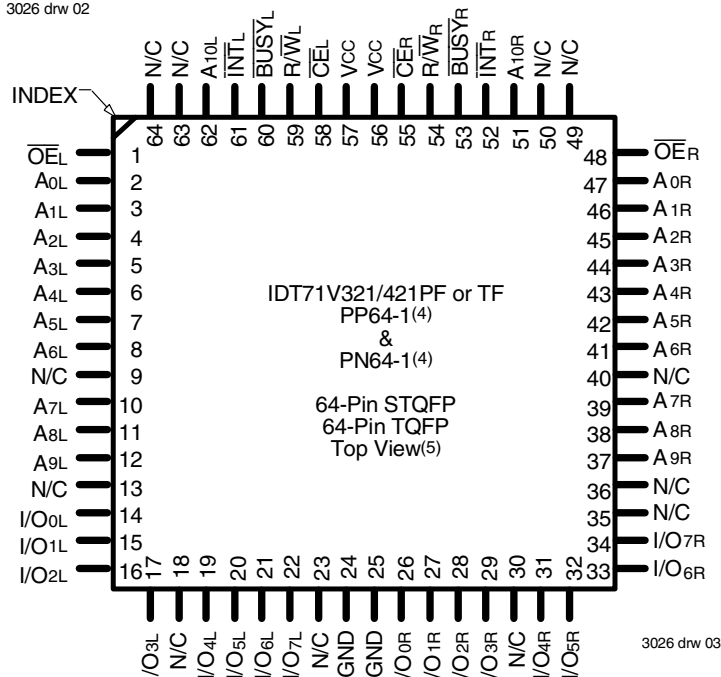 3026 drw 02
INDEX
N/C
N/C
A10L
INTL
BUSYL
R/WL
CEL
VCC
VCC
CER
R/WR
BUSYR
INTR
A10R
N/C
N/C
64
63
62
61
60
59
58
57
56
55
54
53
52
51
50
49
OEL 1
A0L 2
A1L 3
A2L 4
A3L 5
A4L 6
A5L 7
A6L 8
N/C 9
A7L 10
A8L 11
A9L 12
N/C 13
I/O0L 14
I/O1L 15
I/O2L 16
IDT71V321/421PF or TF
PP64-1(4)
&
PN64-1(4)
64-Pin STQFP
64-Pin TQFP
Top View(5)
48 OER
47 A0R
46 A1R
45 A2R
44 A3R
43 A4R
42 A5R
41 A6R
40 N/C
39 A7R
38 A8R
37 A9R
36 N/C
35 N/C
34 I/O7R
33 I/O6R
17
18
19
20
21
22
23
24
25
26
27
28
29
30
31
32
/O3L
N/C
I/O4L
I/O5L
I/O6L
I/O7L
N/C
GND
GND
/O0R
I/O1R
I/O2R
I/O3R
N/C
I/O4R
I/O5R
3026 drw 03